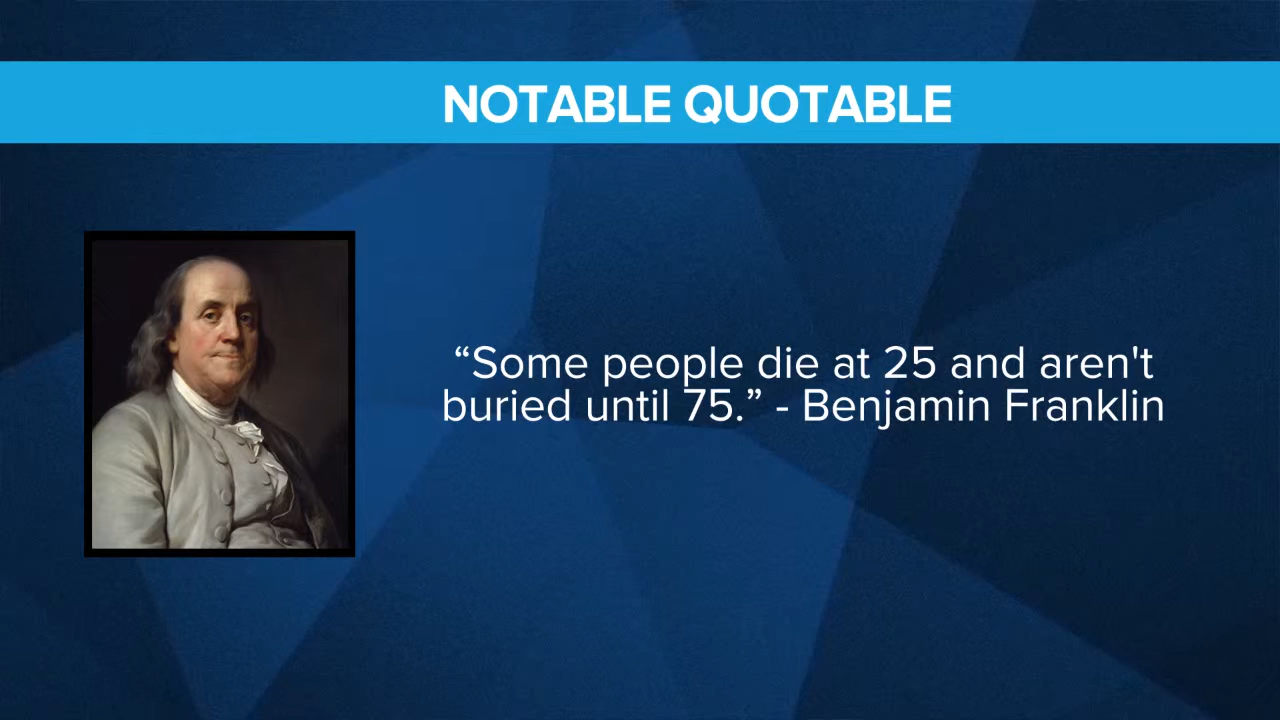 NOTABLE QUOTABLE
“Some people die at 25 and aren't
buried until 75.” - Benjamin Franklin